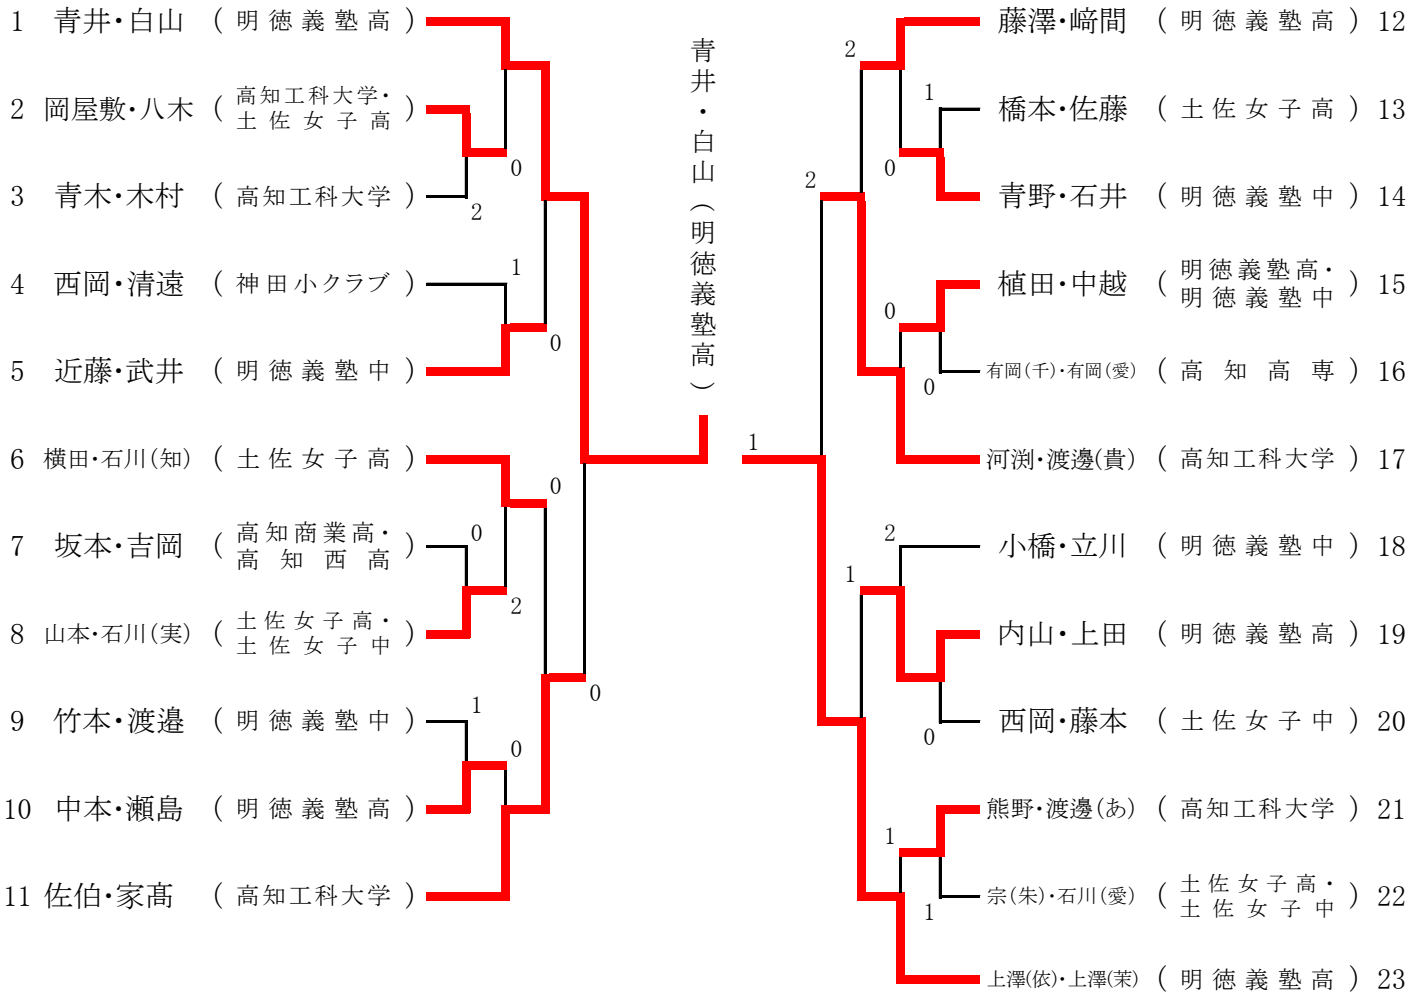 1 青井・白山 ( 明徳義塾高 )
2 岡屋敷・八木 ( 高知工科大学・
土佐女子高 )
0
3 青木・木村 ( 高知工科大学 )
2
1
4 西岡・清遠 ( 神田小クラブ )
0
5 近藤・武井 ( 明徳義塾中 )
6 横田・石川(知) ( 土佐女子高 )
0
7 坂本・吉岡 ( 高知商業高・
高知西高 )
0
2
8 山本・石川(実) ( 土佐女子高・
土佐女子中 )
0
9 竹本・渡邉 ( 明徳義塾中 )
1
0
10 中本・瀬島 ( 明徳義塾高 )
11 佐伯・家髙 ( 高知工科大学 )
青井・白山(明徳義塾高)
藤澤・﨑間 ( 明徳義塾高 ) 12
2
1
橋本・佐藤 ( 土佐女子高 ) 13
0
2
青野・石井 ( 明徳義塾中 ) 14
植田・中越 ( 明徳義塾高・
明徳義塾中 ) 15
0
有岡(千)・有岡(愛) ( 高知高専 ) 16
0
1
河渕・渡邊(貴) ( 高知工科大学 ) 17
2
小橋・立川 ( 明徳義塾中 ) 18
1
内山・上田 ( 明徳義塾高 ) 19
西岡・藤本 ( 土佐女子中 ) 20
0
熊野・渡邊(あ) ( 高知工科大学 ) 21
1
宗(朱)・石川(愛) ( 土佐女子高・
土佐女子中 ) 22
1
上澤(依)・上澤(茉) ( 明徳義塾高 ) 23